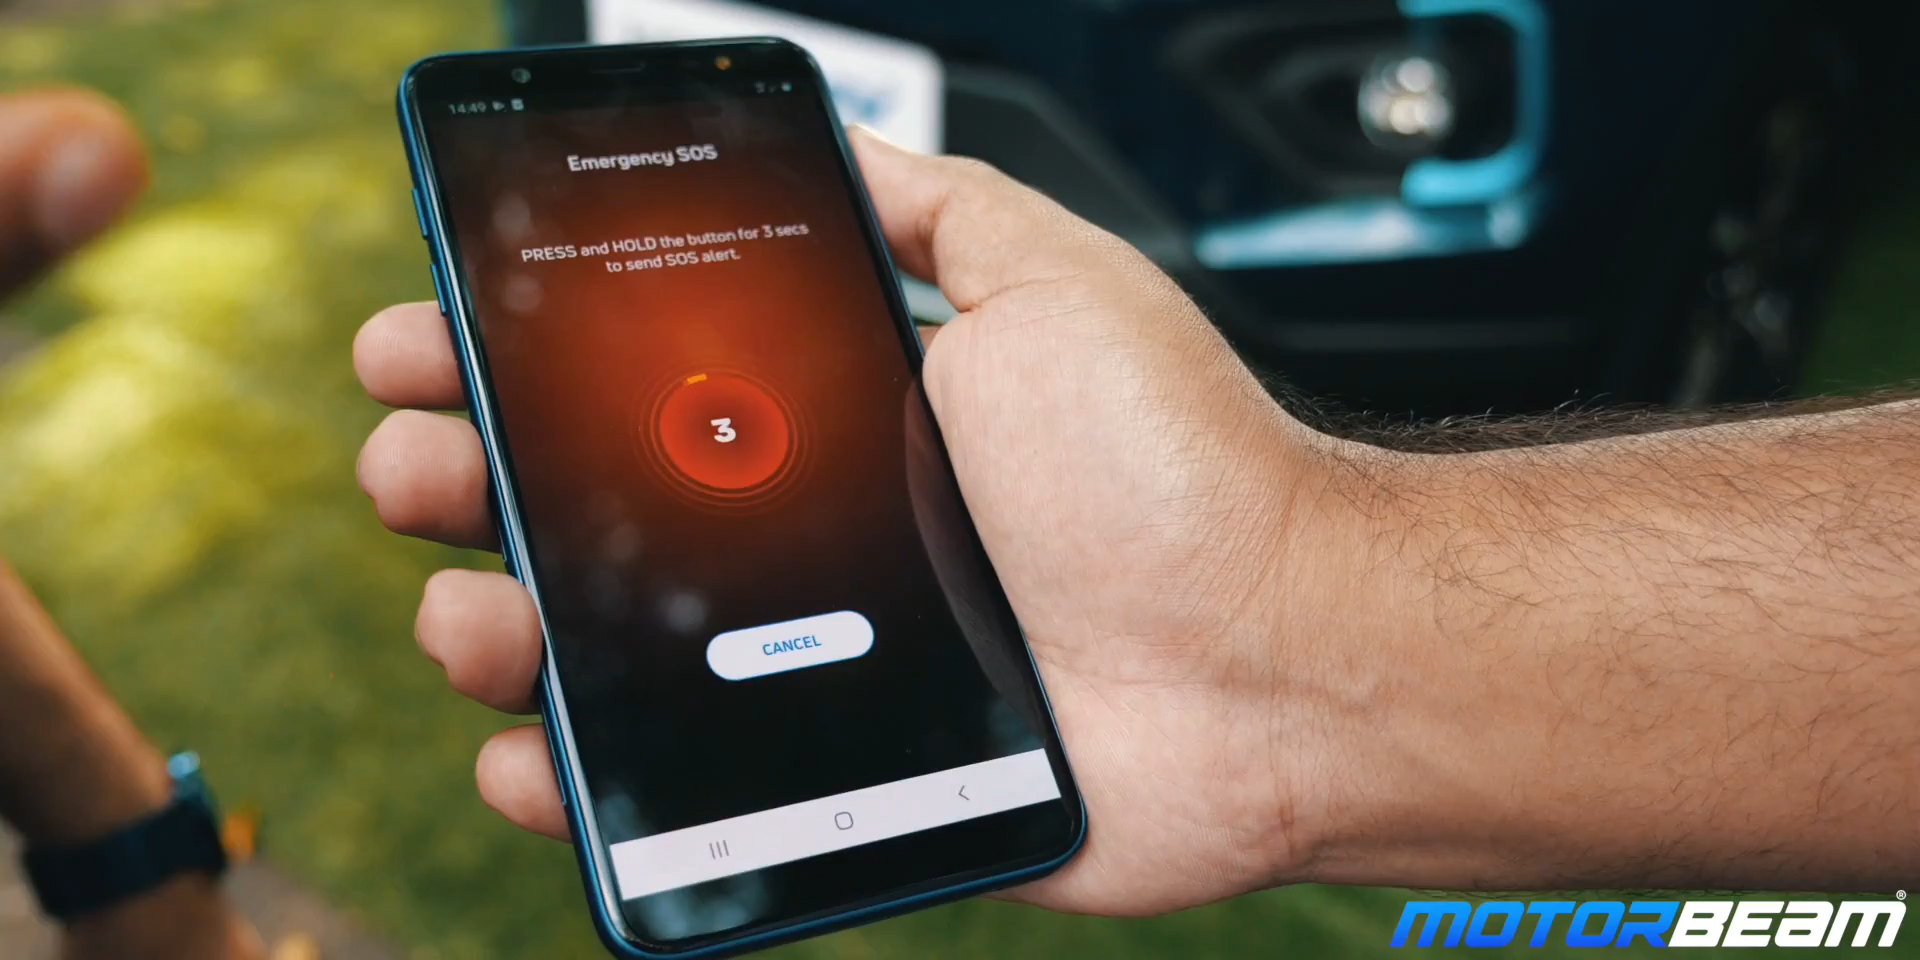 14:49
Emergency SOS
PRESS and HOLD the button for 3 secs
to send SOS alert.
3
CANCEL
MOTORBEAM®